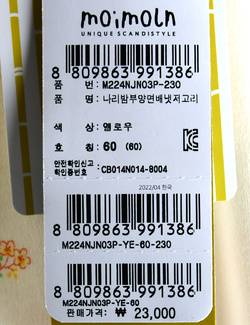 moimoln
UNIQUE SCANDISTYLE
8 809863 991386
품 번: M224NJN03P-230
품 명: 나리밤부망면배냇저고리
색 상: 옐로우
호 칭: 60 (60)
안전확인신고
확인증번호 : CB014N014-8004
2022/04 한국
8 809863 991386
M224NJN03P-YE-60-230
8 809863 991386
M224NJN03P-YE-60
판매가격: ₩ 23,000